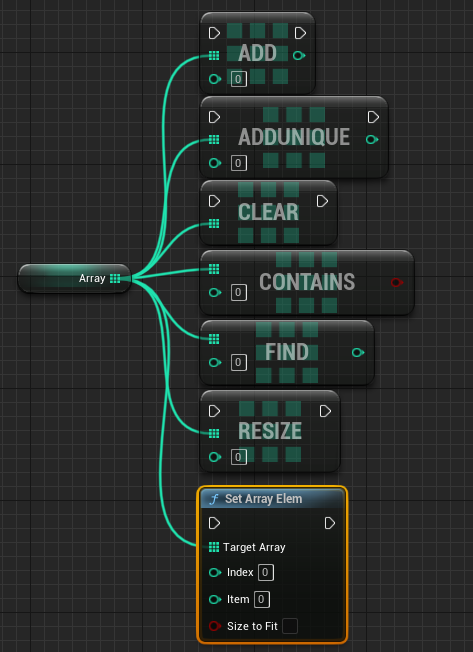 ADD
0
ADDUNIQUE
0
CLEAR
Array
CONTAINS
0
FIND
0
RESIZE
0
f Set Array Elem
Target Array
Index 0
Item 0
Size to Fit